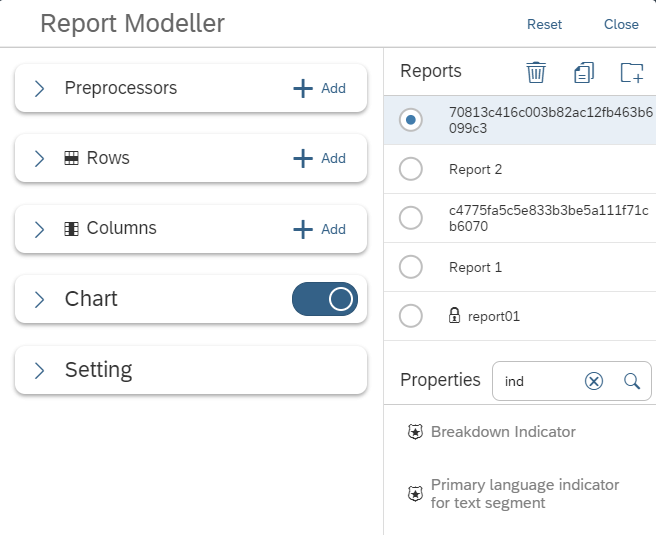 Report Modeller
Reset
Close
Preprocessors
Add
Rows
Add
Columns
Add
Chart
Setting
Reports
70813c416c003b82ac12fb463b6
099c3
Report 2
c4775fa5c5e833b3be5a111f71c
b6070
Report 1
report01
Properties
ind
Breakdown Indicator
Primary language indicator
for text segment